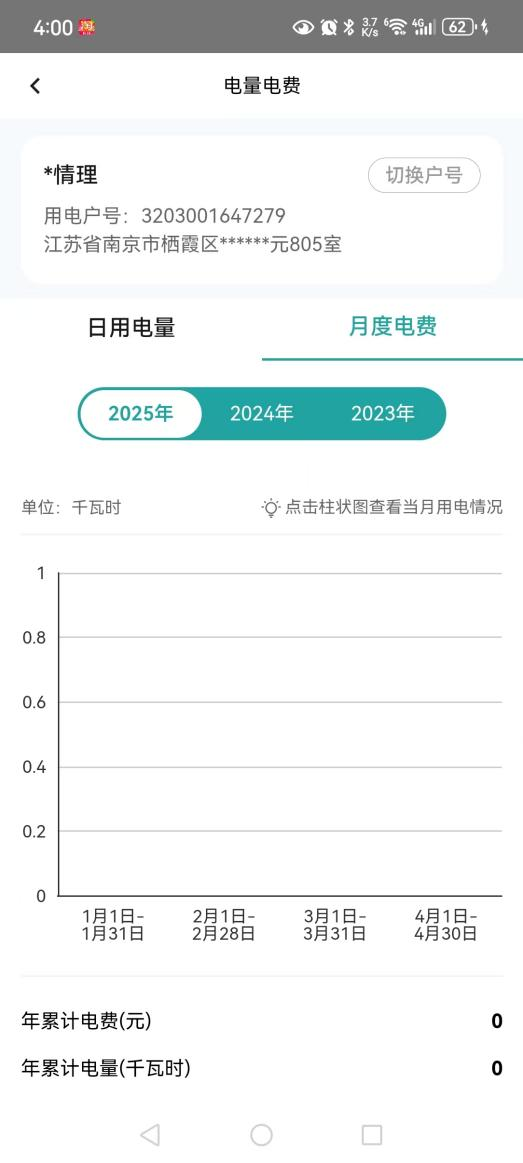 4:00
3.7 K/s
6
4G
62
电量电费
*情理
切换户号
用电户号：3203001647279
江苏省南京市栖霞区******元805室
日用电量
月度电费
2025年
2024年
2023年
单位：千瓦时
点击柱状图查看当月用电情况
1
0.8
0.6
0.4
0.2
0
1月1日-
1月31日
2月1日-
2月28日
3月1日-
3月31日
4月1日-
4月30日
年累计电费(元)
0
年累计电量(千瓦时)
0